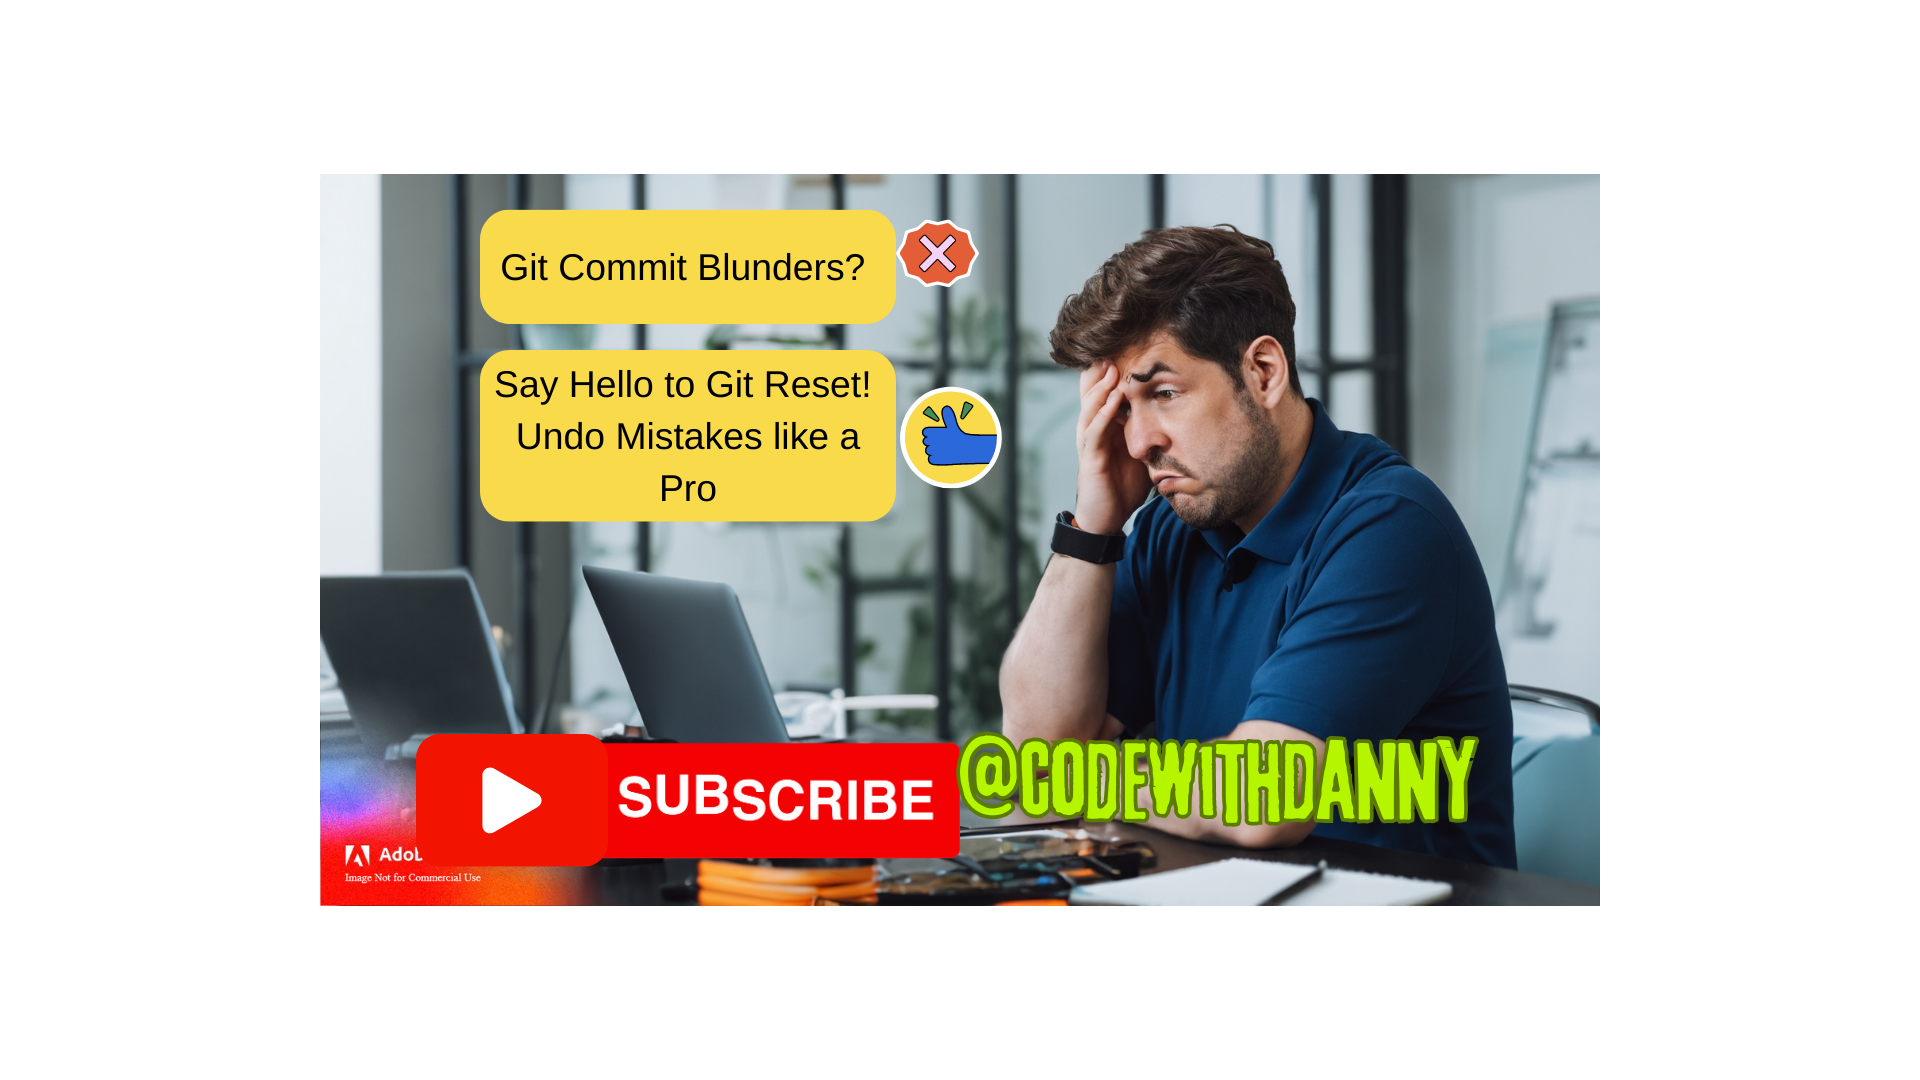 Git Commit Blunders?
Say Hello to Git Reset!
Undo Mistakes like a
Pro
SUBSCRIBE
@CODEWITHDANNY
Image Not for Commercial Use